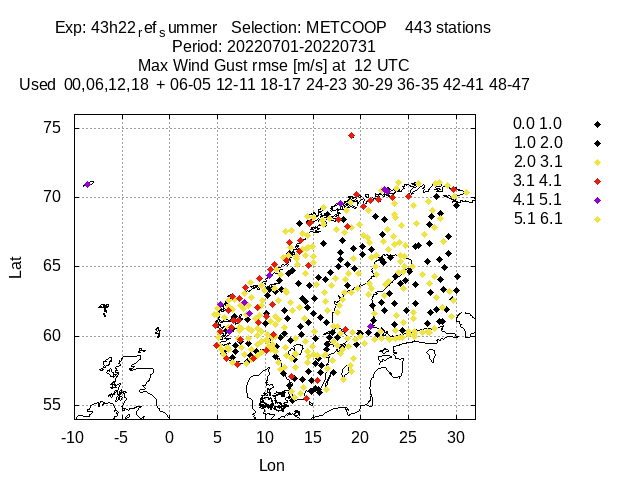 Exp: 43h22refsummer Selection: METCOOP 443 stations
Period: 20220701-20220731
Max Wind Gust rmse [m/s] at 12 UTC
Used 00,06,12,18 + 06-05 12-11 18-17 24-23 30-29 36-35 42-41 48-47
75
70
65
60
55
Lat
-10 -5 0 5 10 15 20 25 30
Lon
0.0 1.0
1.0 2.0
2.0 3.1
3.1 4.1
4.1 5.1
5.1 6.1